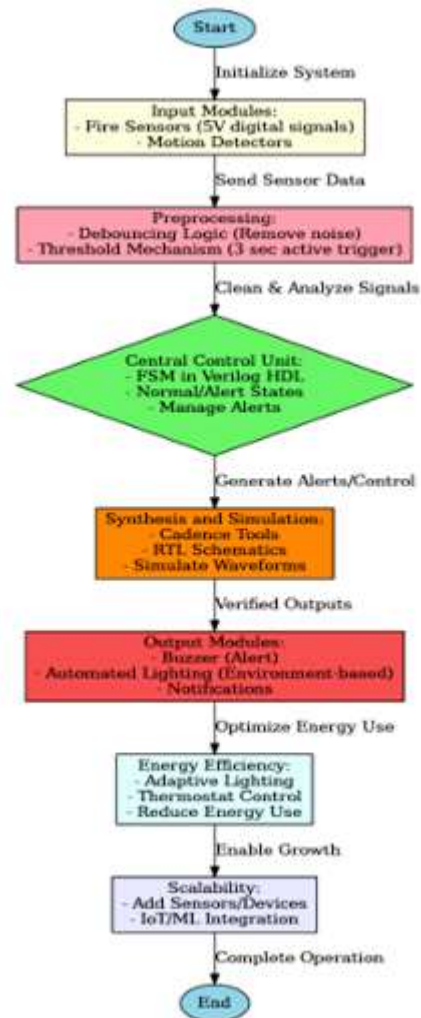 Start
Initialize System
Input Modules:
- Fire Sensors (5V digital signals)
- Motion Detectors
Send Sensor Data
Preprocessing:
- Debouncing Logic (Remove noise)
- Threshold Mechanism (3 sec active trigger)
Clean & Analyze Signals
Central Control Unit:
- FSM in Verilog HDL
- Normal/Alert States
- Manage Alerts
Generate Alerts/Control
Synthesis and Simulation:
- Cadence Tools
- RTL Schematics
- Simulate Waveforms
Verified Outputs
Output Modules:
- Buzzer (Alert)
- Automated Lighting (Environment-based)
- Notifications
Optimize Energy Use
Energy Efficiency:
- Adaptive Lighting
- Thermostat Control
- Reduce Energy Use
Enable Growth
Scalability:
- Add Sensors/Devices
- IoT/ML Integration
Complete Operation
End